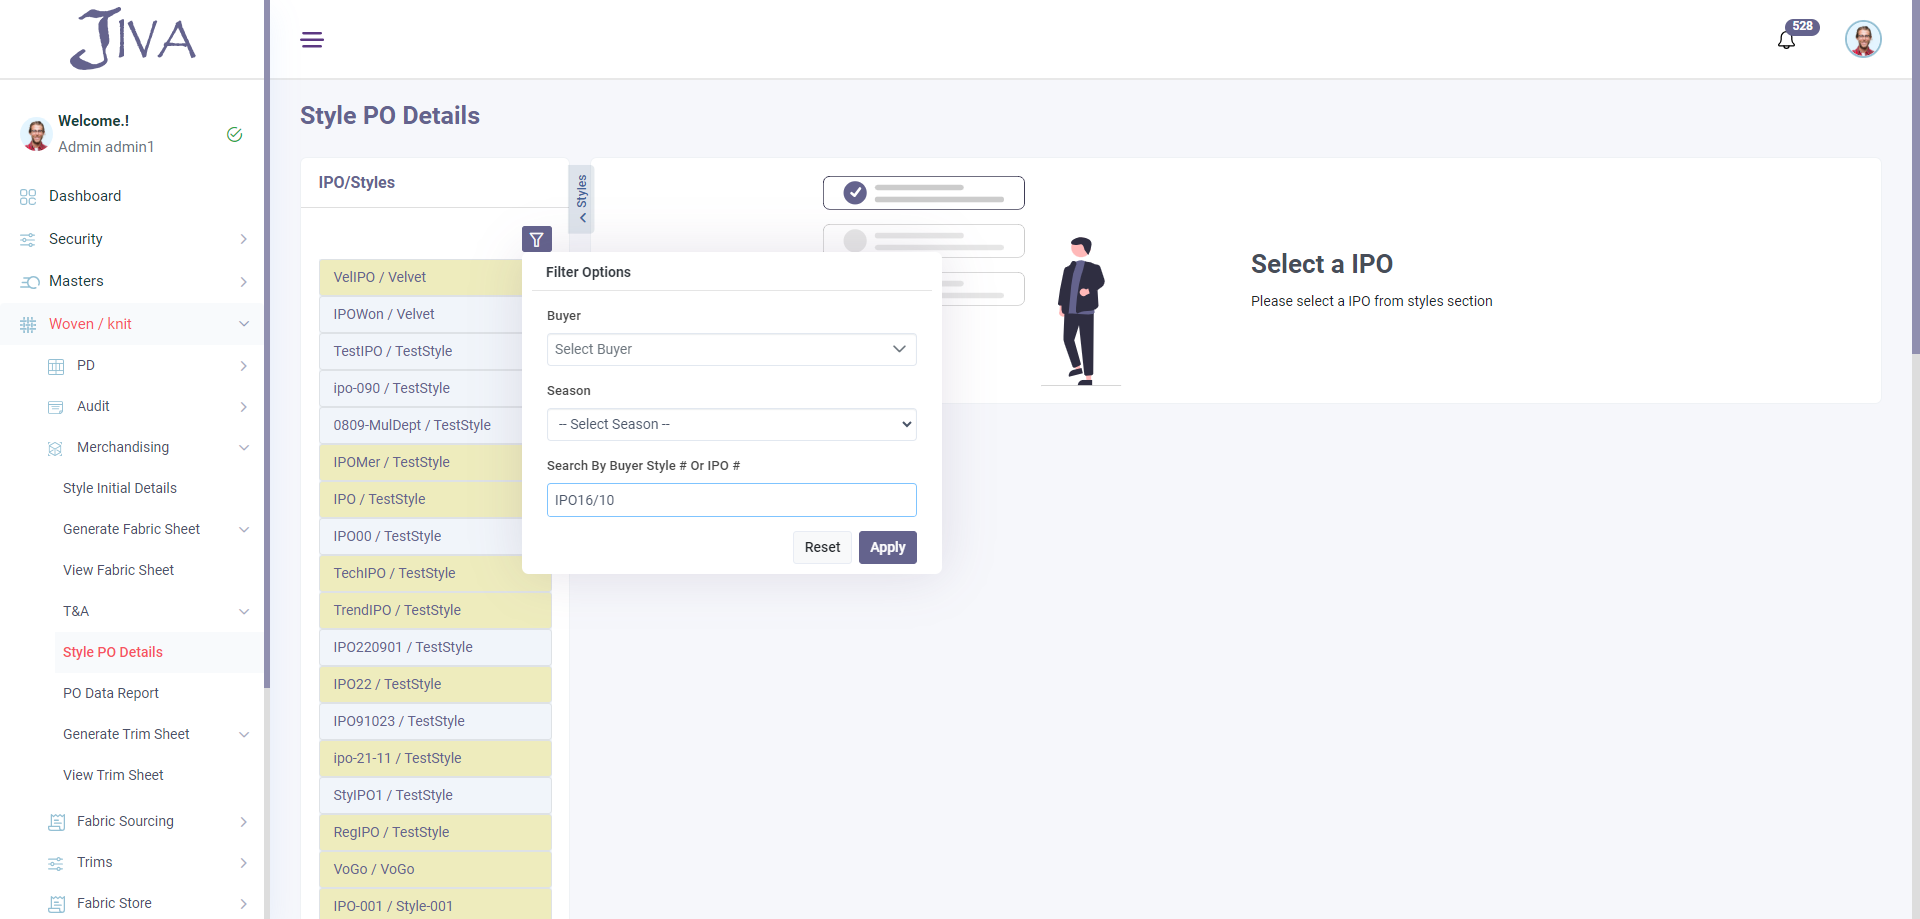 JIVA
528
Welcome.!
Admin admin1
Dashboard
Security
Masters
Woven / knit
PD
Audit
Merchandising
Style Initial Details
Generate Fabric Sheet
View Fabric Sheet
T&A
Style PO Details
PO Data Report
Generate Trim Sheet
View Trim Sheet
Fabric Sourcing
Trims
Fabric Store
Style PO Details
IPO/Styles
Styles
VelIPO / Velvet
IPOWon / Velvet
TestIPO / TestStyle
ipo-090 / TestStyle
0809-MulDept / TestStyle
IPOMer / TestStyle
IPO / TestStyle
IPO00 / TestStyle
TechIPO / TestStyle
TrendIPO / TestStyle
IPO220901 / TestStyle
IPO22 / TestStyle
IPO91023 / TestStyle
ipo-21-11 / TestStyle
StyIPO1 / TestStyle
RegIPO / TestStyle
VoGo / VoGo
IPO-001 / Style-001
Filter Options
Buyer
Select Buyer
Season
-- Select Season --
Search By Buyer Style # Or IPO #
IPO16/10
Reset
Apply
Select a IPO
Please select a IPO from styles section